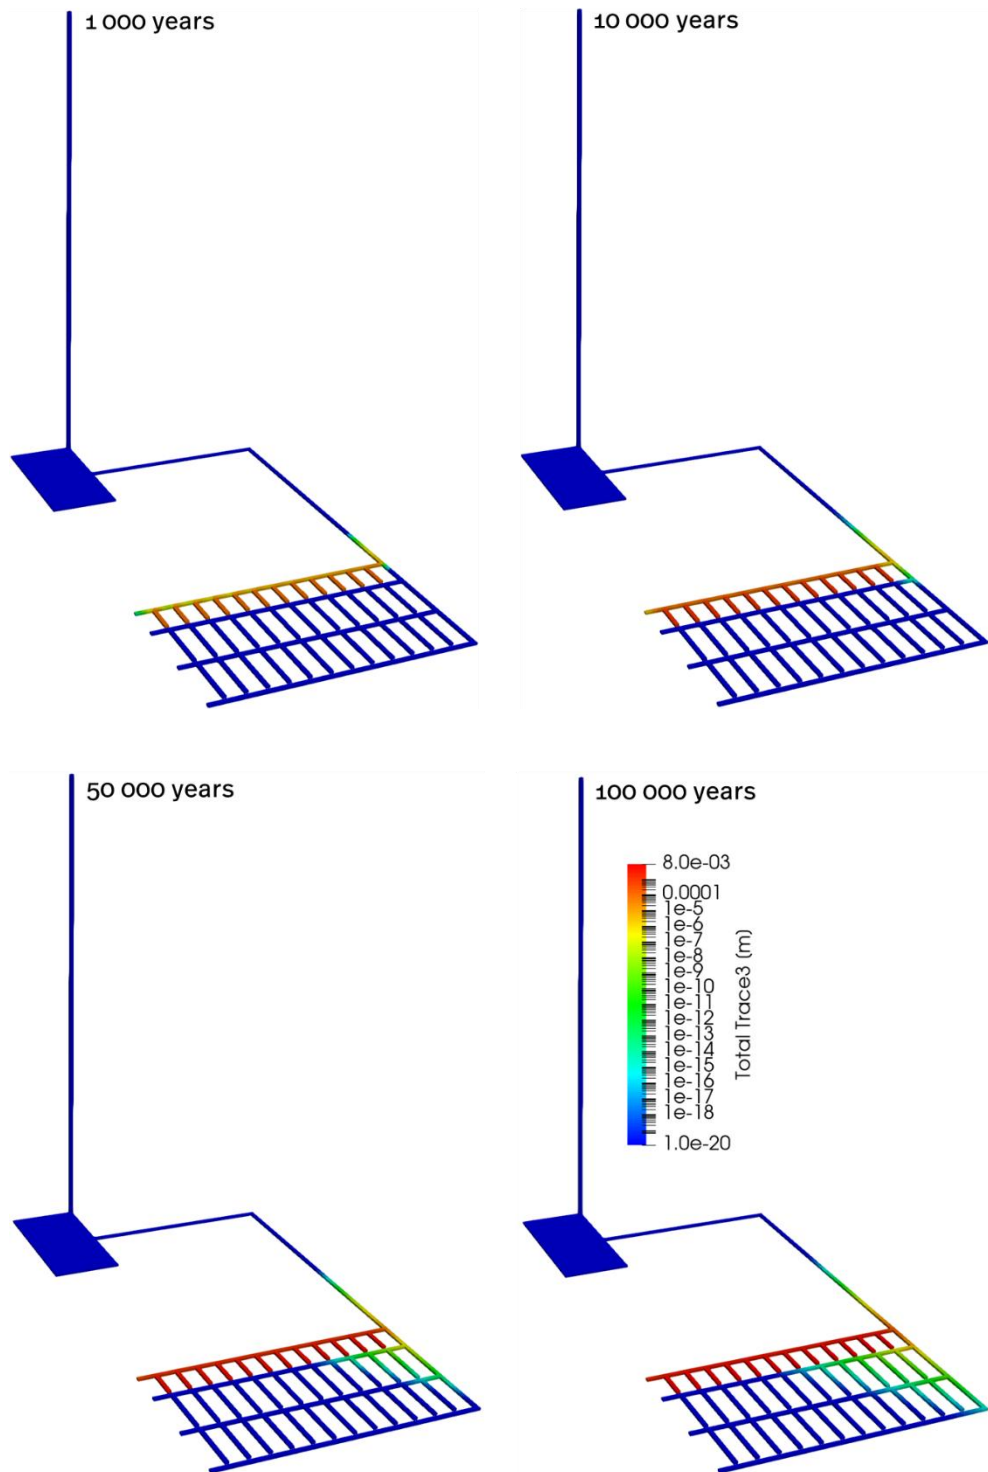 1 000 years
10 000 years
50 000 years
100 000 years
8.0e-03
0.0001
1e-5
1e-6
1e-7
1e-8
1e-9
1e-10
1e-11
1e-12
1e-13
1e-14
1e-15
1e-16
1e-17
1e-18
1.0e-20
Total Trace3 (m)